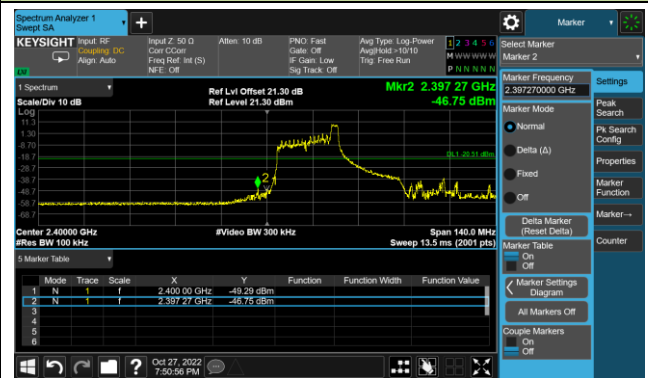 Spectrum Analyzer 1
Swept SA
Marker
KEYSIGHT Input: RF Input Z: 50 Ω Atten: 10 dB PNO: Fast Avg Type: Log-Power 1 2 3 4 5 6
Coupling: DC Corr CCorr Gate: Off Avg|Hold:>10/10 M W W W W W
Align: Auto Freq Ref: Int (S) IF Gain: Low Trig: Free Run
NFE: Off Sig Track: Off P N N N N N
LW
Select Marker
Marker 2
Marker Frequency
2.397270000 GHz
Marker Mode
Normal
Delta (Δ)
Fixed
Off
Delta Marker
(Reset Delta)
Marker Table
On
Off
Marker Settings
Diagram
All Markers Off
Couple Markers
On
Off
Settings
Peak
Search
Pk Search
Config
Properties
Marker
Function
Marker→
Counter
1 Spectrum Ref Lvl Offset 21.30 dB Mkr2 2.397 27 GHz
Scale/Div 10 dB Ref Level 21.30 dBm -46.75 dBm
Log
11.3
1.30
-8.70
-18.7
-28.7
-38.7
-48.7
-58.7
-68.7
DL1 -20.51 dBm
2
Center 2.40000 GHz #Video BW 300 kHz Span 140.0 MHz
#Res BW 100 kHz Sweep 13.5 ms (2001 pts)
5 Marker Table
Mode Trace Scale X Y Function Function Width Function Value
1 N 1 f 2.400 00 GHz -49.29 dBm
2 N 1 f 2.397 27 GHz -46.75 dBm
3
4
5
6
?
Oct 27, 2022
7:50:56 PM